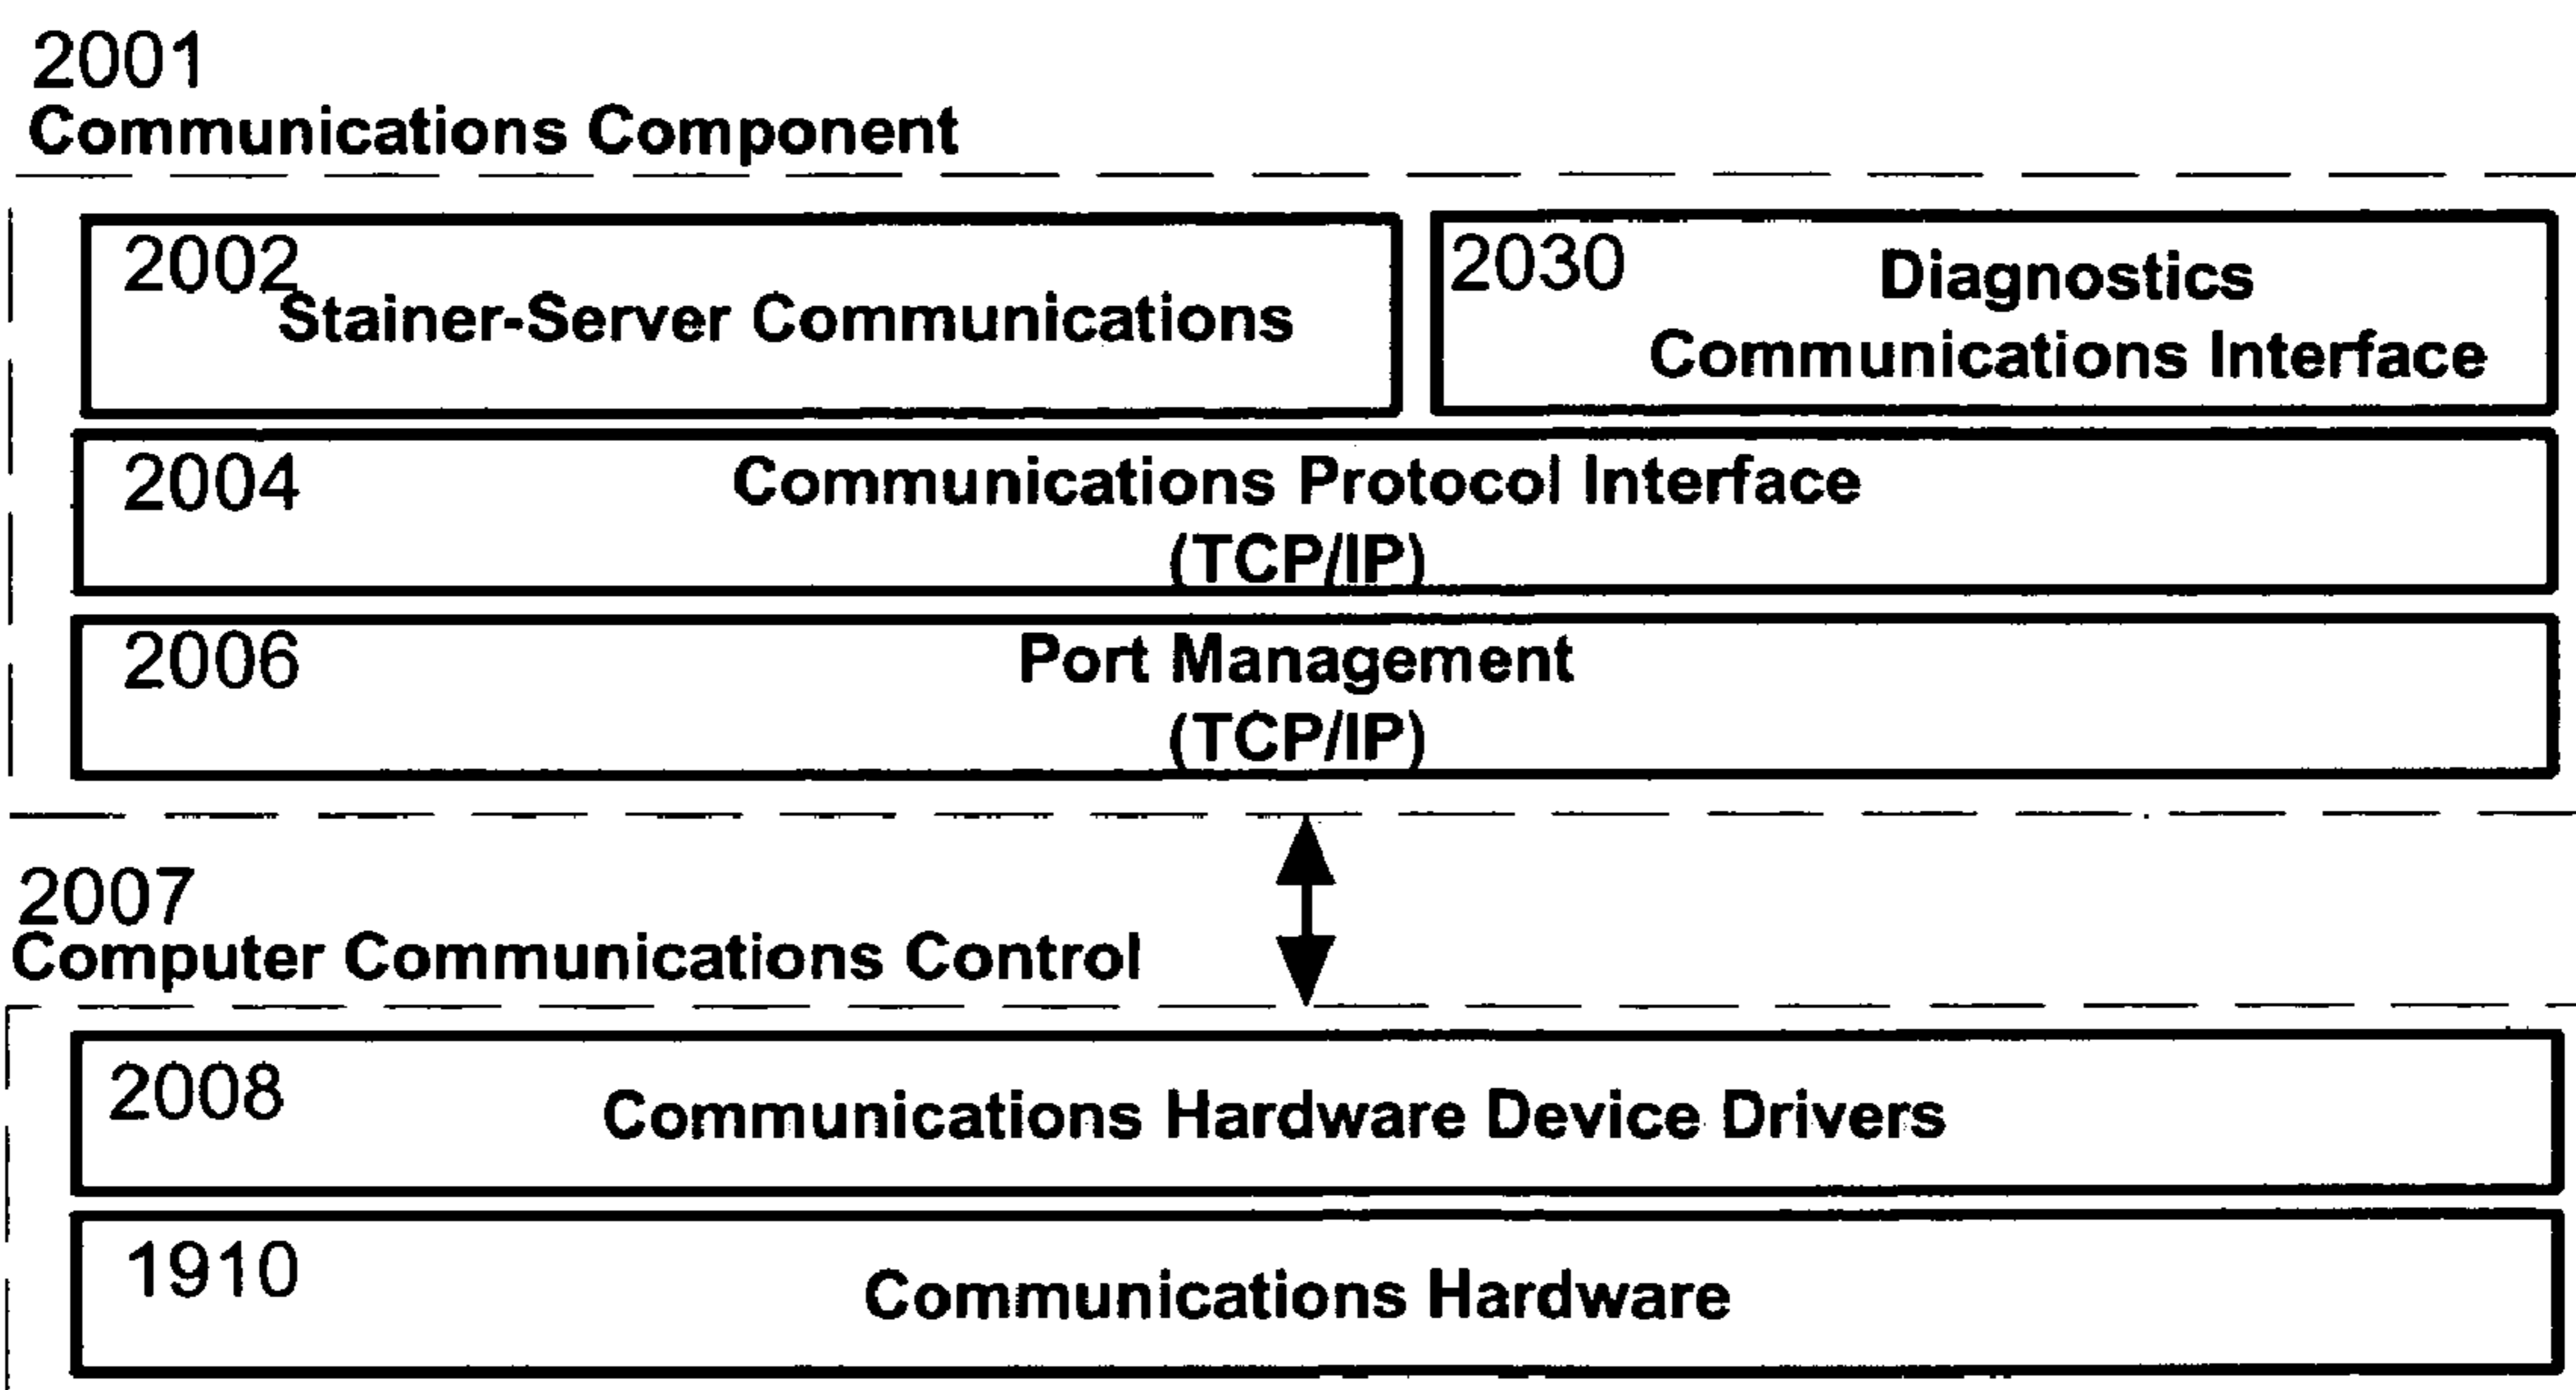 2001
Communications Component
2002
Stainer-Server Communications
2030
Diagnostics
Communications Interface
2004
Communications Protocol Interface
(TCP/IP)
2006
Port Management
(TCP/IP)
2007
Computer Communications Control
2008
Communications Hardware Device Drivers
1910
Communications Hardware